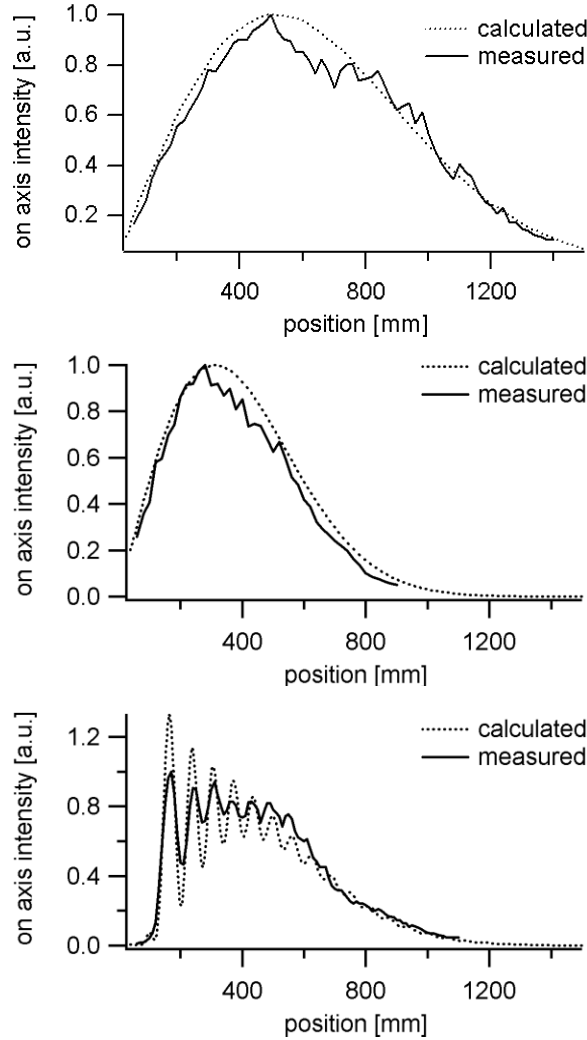 calculated
measured
on axis intensity [a.u.]
1.0
0.8
0.6
0.4
0.2
400 800 1200
position [mm]
calculated
measured
on axis intensity [a.u.]
1.0
0.8
0.6
0.4
0.2
0.0
400 800 1200
position [mm]
calculated
measured
on axis intensity [a.u.]
1.2
0.8
0.4
0.0
400 800 1200
position [mm]